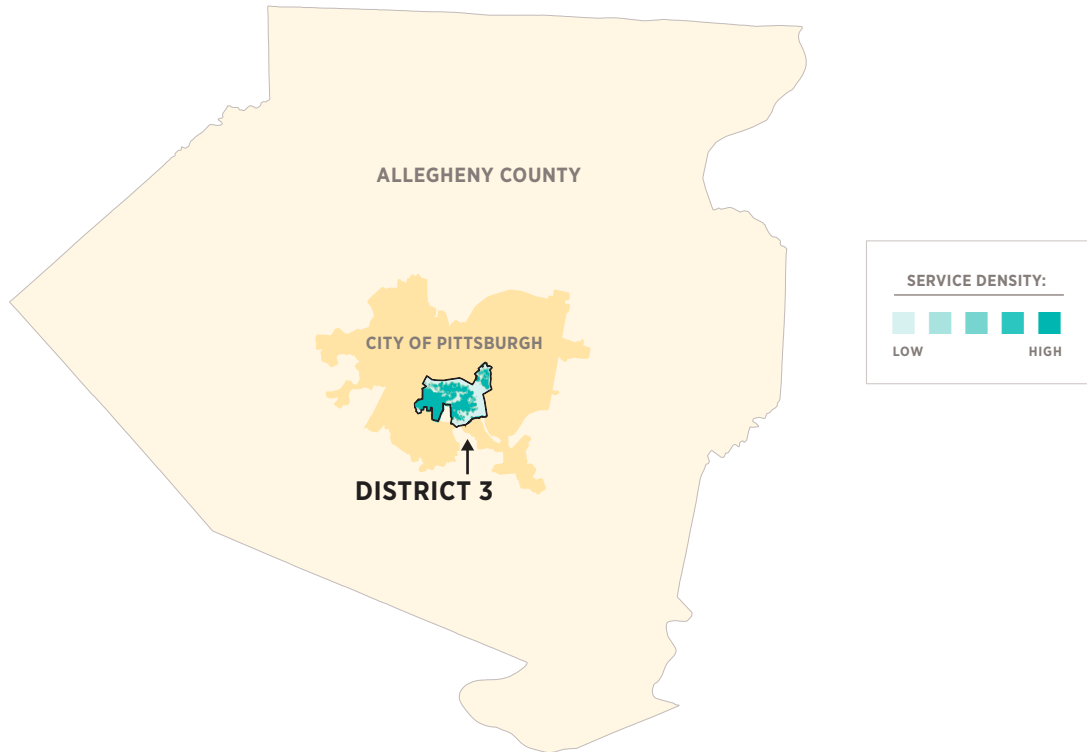 ALLEGHENY COUNTY
SERVICE DENSITY:
LOW
HIGH
CITY OF PITTSBURGH
DISTRICT 3